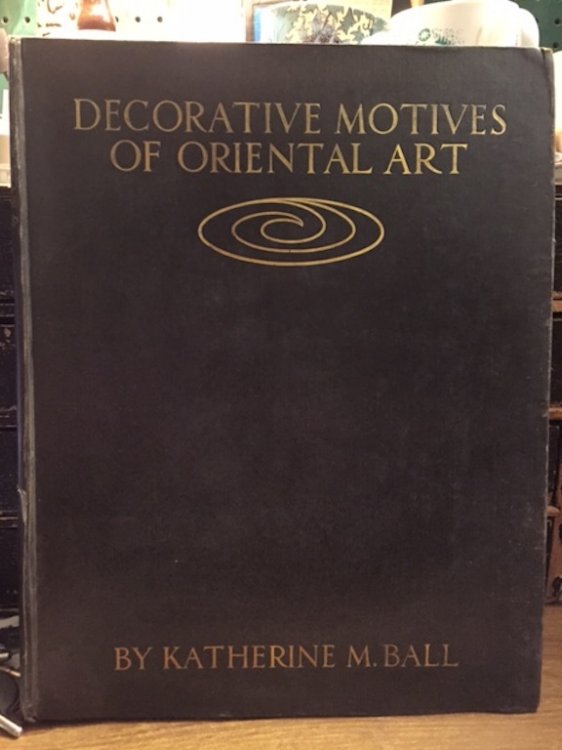 DECORATIVE MOTIVES
OF ORIENTAL ART
BY KATHERINE M. BALL